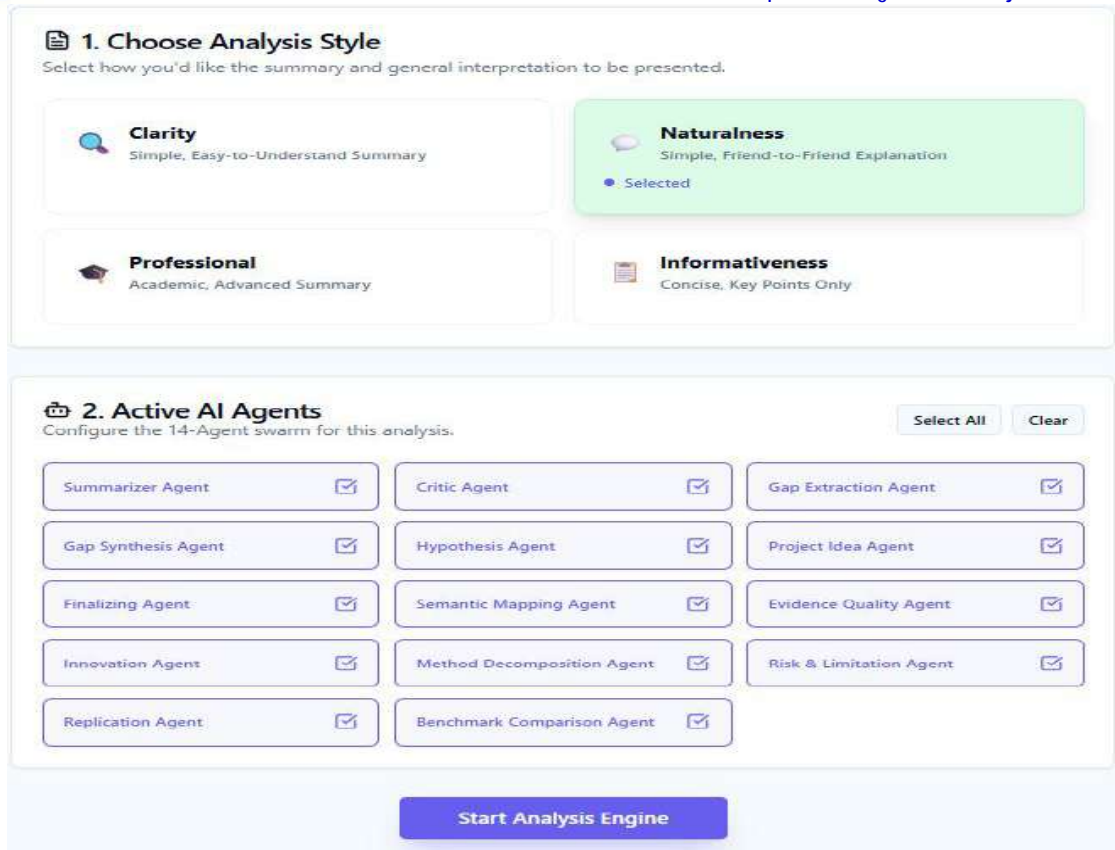 1. Choose Analysis Style
Select how you'd like the summary and general interpretation to be presented.
Clarity
Simple, Easy-to-Understand Summary
Naturalness
Simple, Friend-to-Friend Explanation
Selected
Professional
Academic, Advanced Summary
Informativeness
Concise, Key Points Only
2. Active AI Agents
Configure the 14-Agent swarm for this analysis.
Select All
Clear
Summarizer Agent
Critic Agent
Gap Extraction Agent
Gap Synthesis Agent
Hypothesis Agent
Project Idea Agent
Finalizing Agent
Semantic Mapping Agent
Evidence Quality Agent
Innovation Agent
Method Decomposition Agent
Risk & Limitation Agent
Replication Agent
Benchmark Comparison Agent
Start Analysis Engine